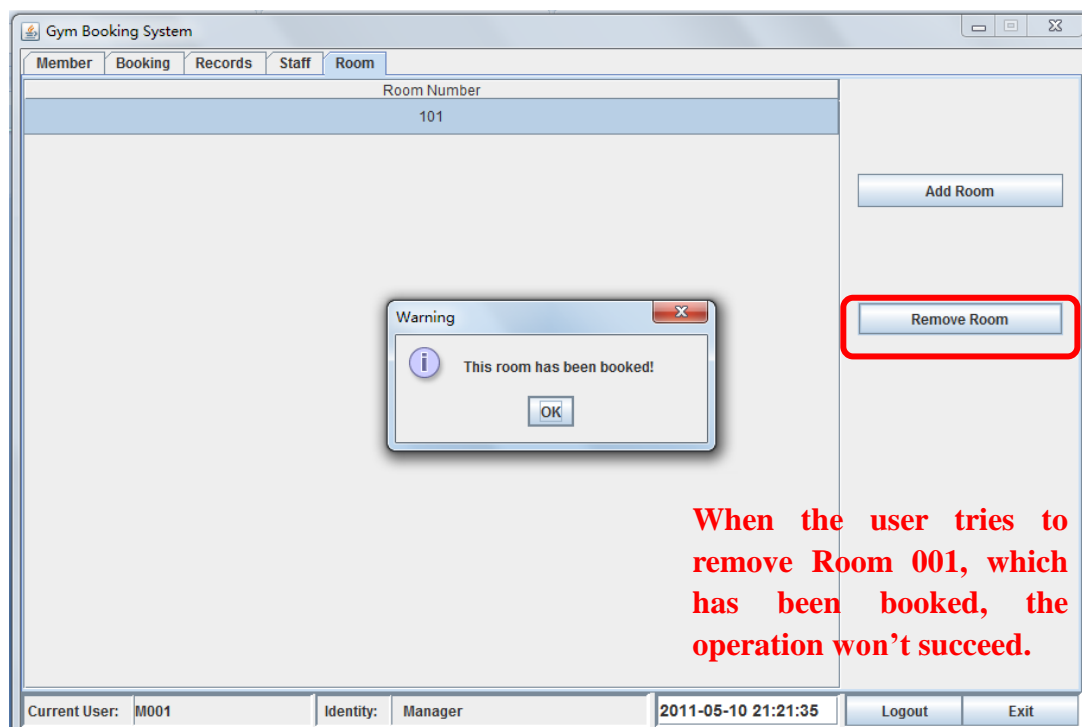 Gym Booking System
Member Booking Records Staff Room
Room Number
101
Add Room
Remove Room
Warning
This room has been booked!
OK
When the user tries to
remove Room 001, which
has been booked, the
operation won't succeed.
Current User: M001 Identity: Manager 2011-05-10 21:21:35 Logout Exit